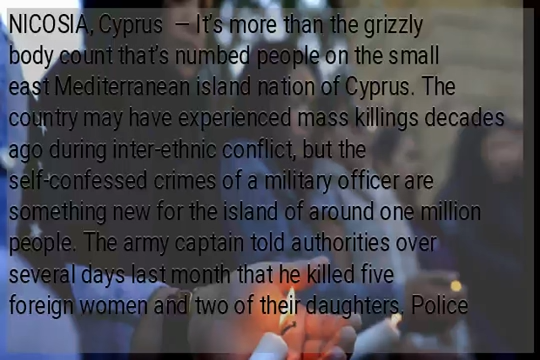 NICOSIA, Cyprus — It's more than the grizzly
body count that's numbed people on the small
east Mediterranean island nation of Cyprus. The
country may have experienced mass killings decades
ago during inter-ethnic conflict, but the
self-confessed crimes of a military officer are
something new for the island of around one million
people. The army captain told authorities over
several days last month that he killed five
foreign women and two of their daughters. Police